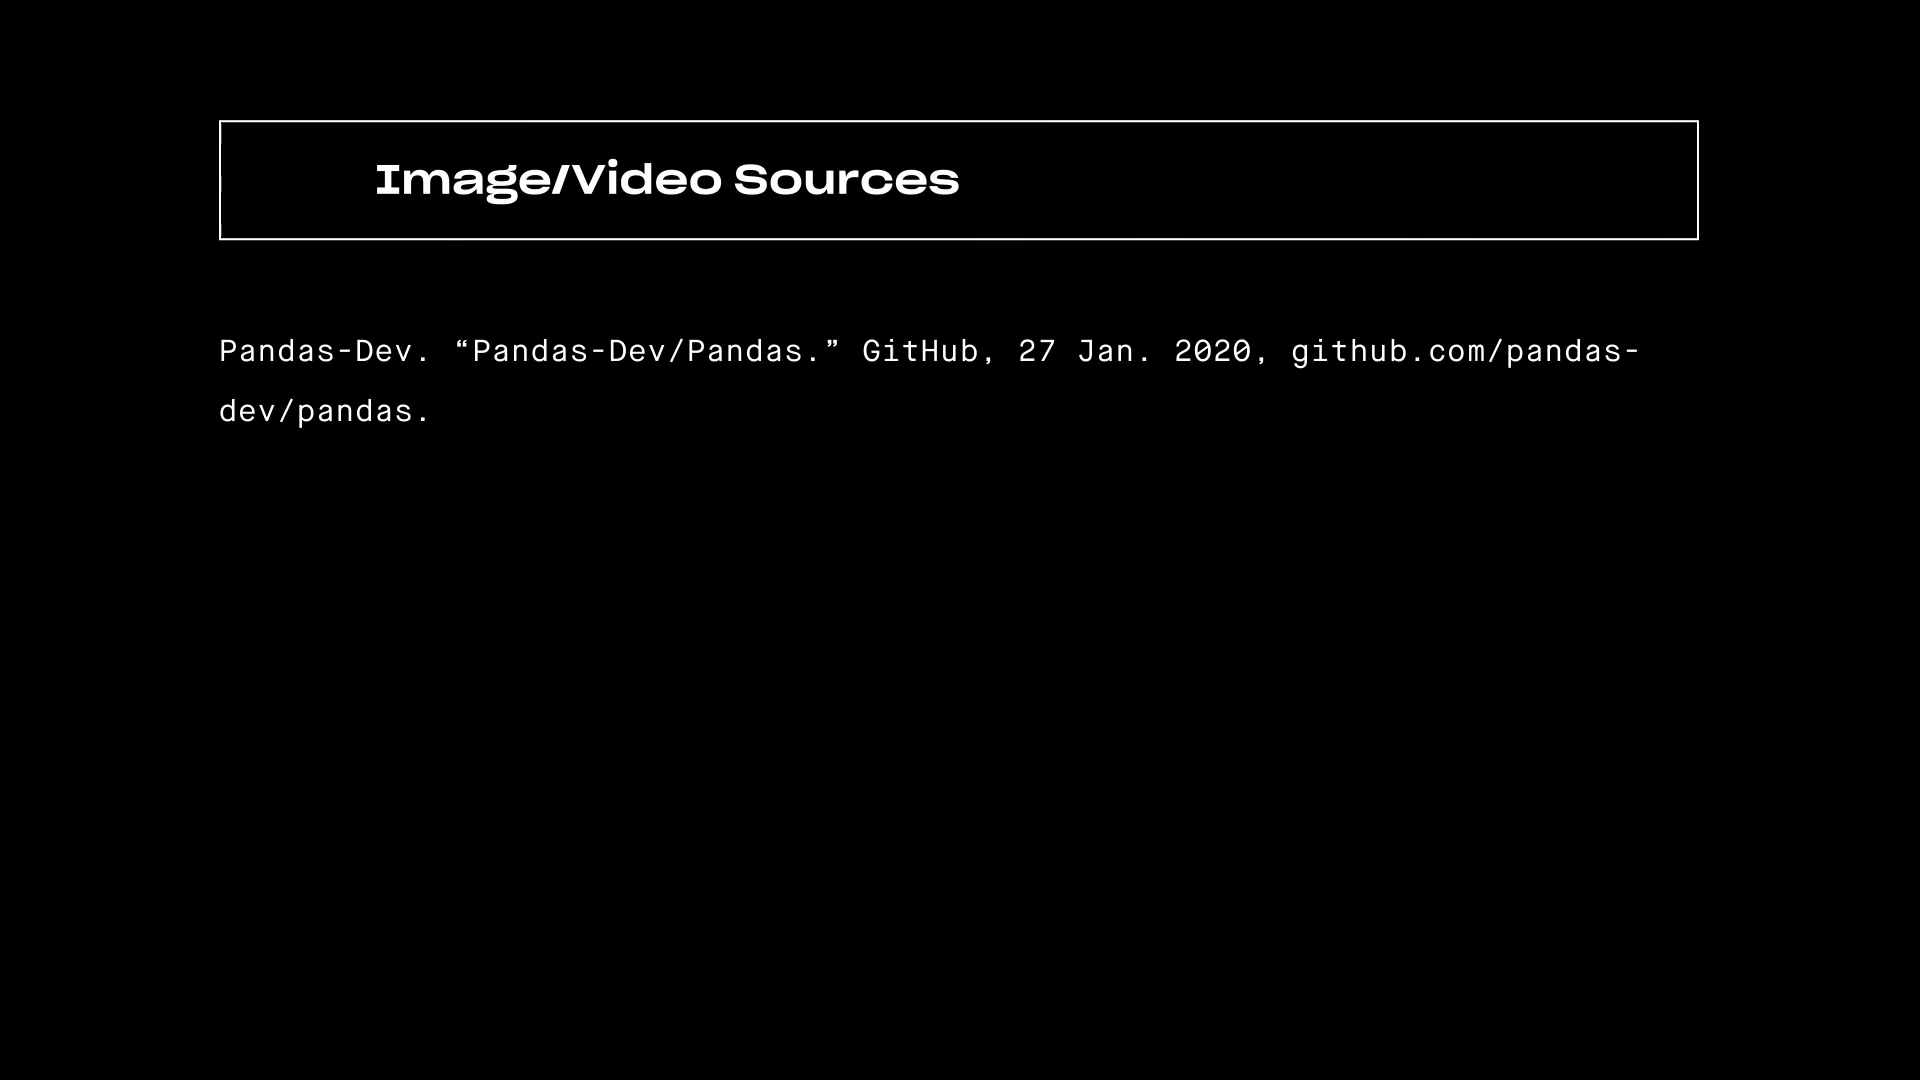 Image/Video Sources
Pandas-Dev. “Pandas-Dev/Pandas.” GitHub, 27 Jan. 2020, github.com/pandas-
dev/pandas.